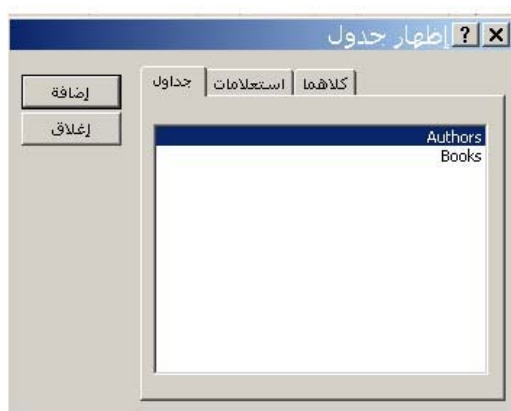 إظهار جدول
جداول
استعلامات
كلاهما
إضافة
إغلاق
Authors
Books